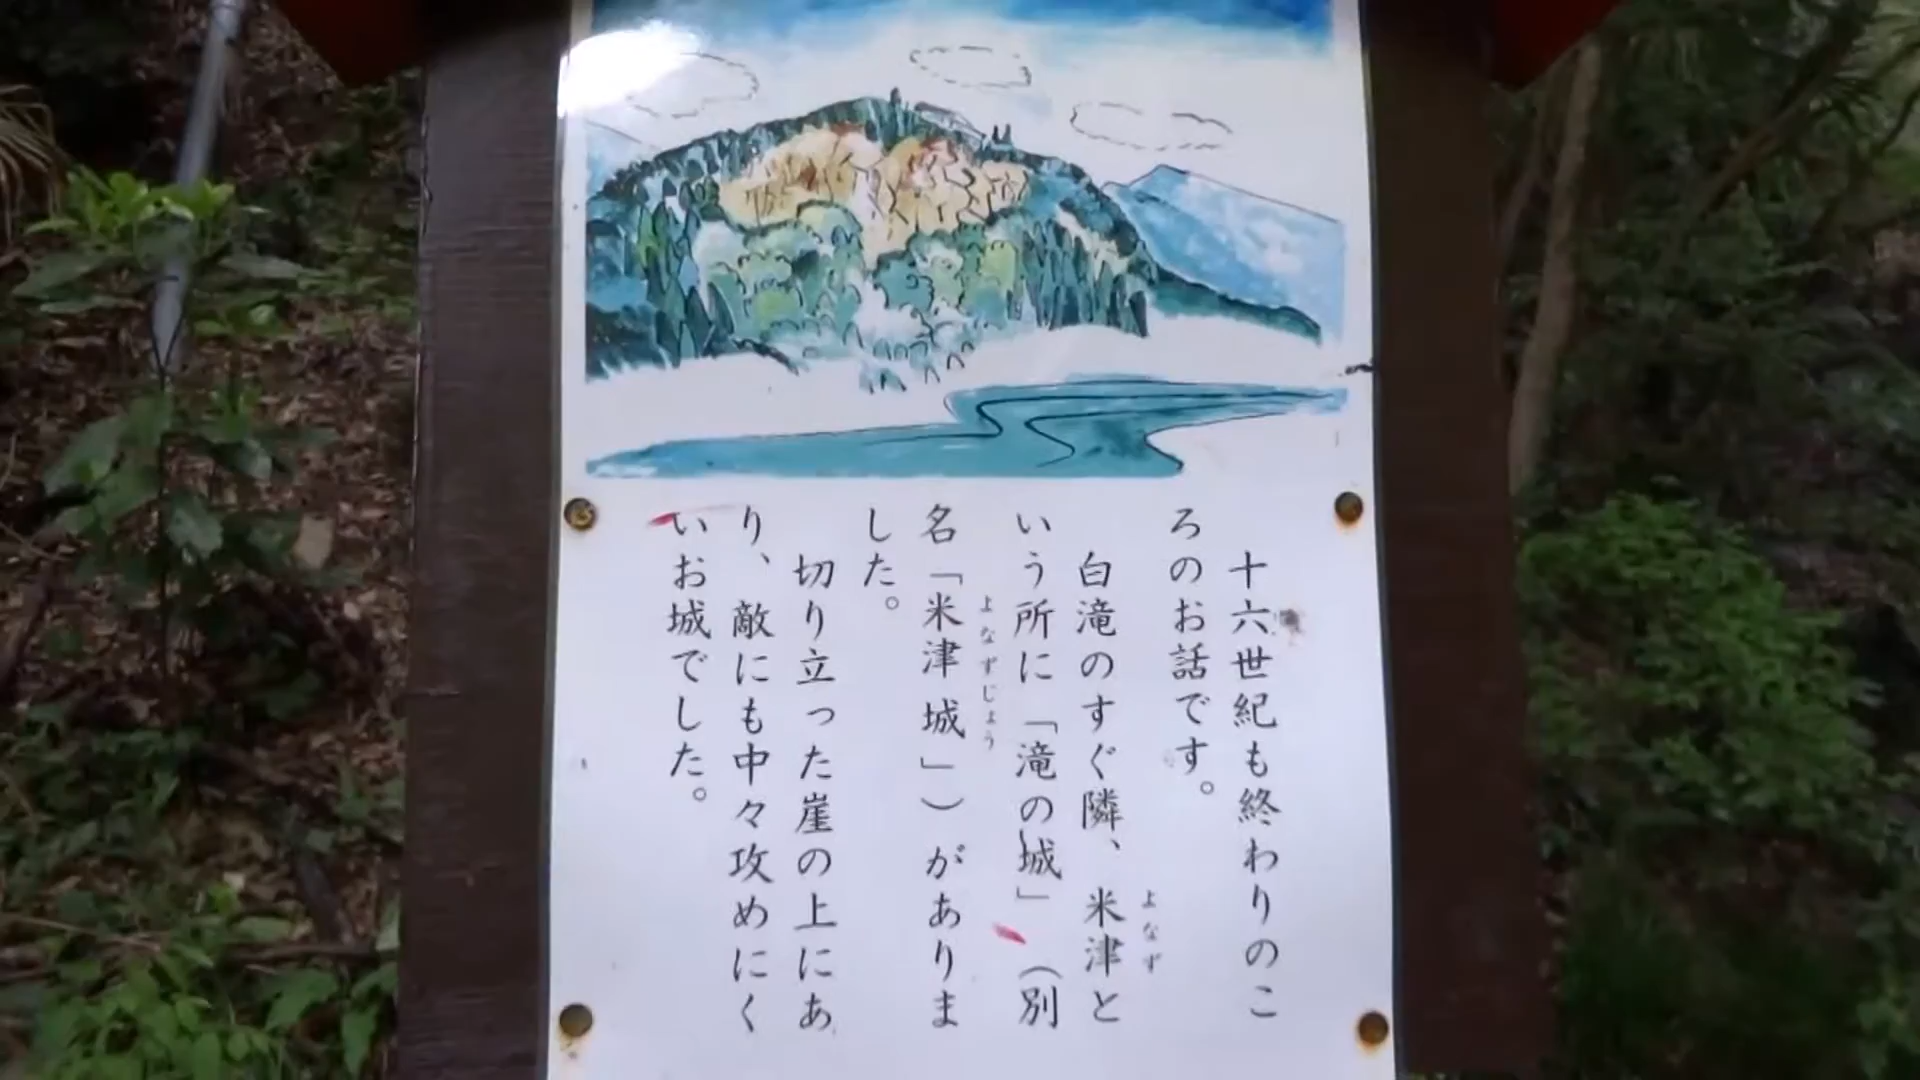 十六世紀も終わりのこ
ろのお話です。
白滝のすぐ隣、米津と
よなず
いう所に「滝の城」（別
名「米津城」）がありま
よなずじょう
した。
切り立った崖の上にあ
り、敵にも中々攻めにく
いお城でした。